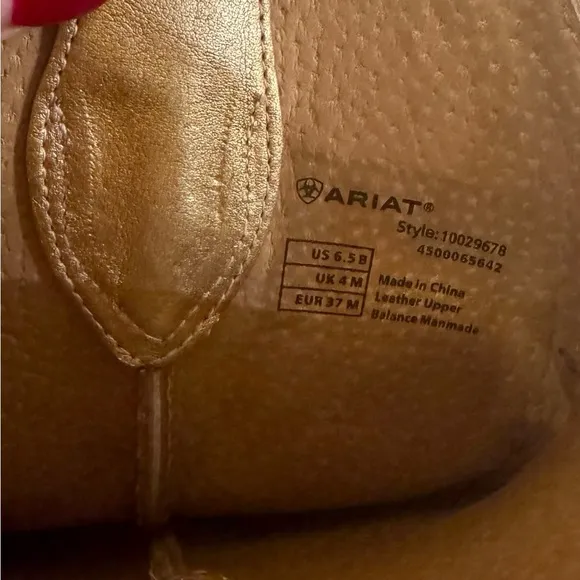 ARIAT®
Style: 10029678
4500065642
US 6.5 B
UK 4 M
EUR 37 M
Made in China
Leather Upper
Balance Manmade